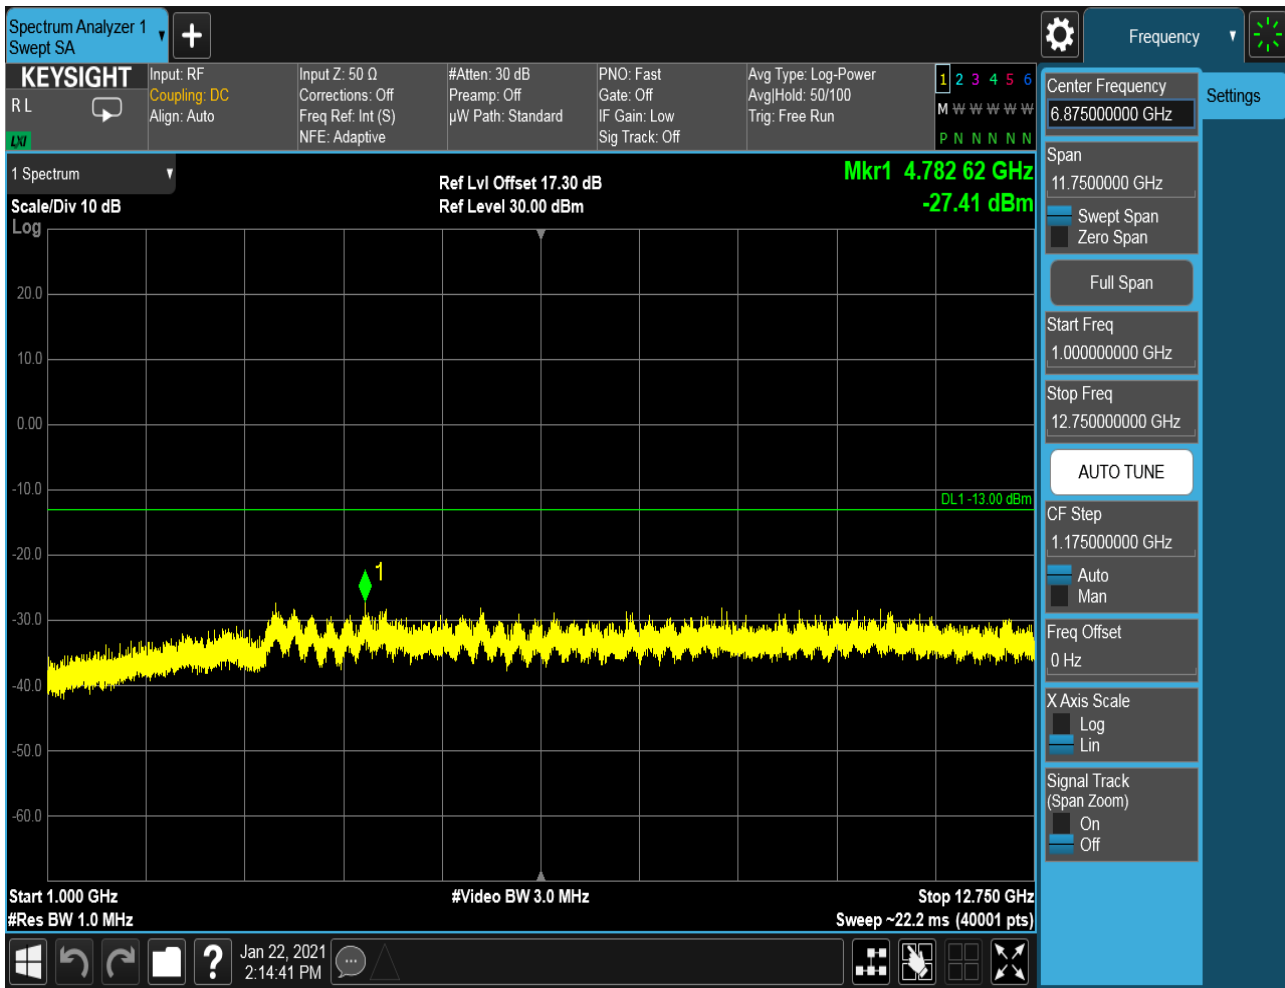 Spectrum Analyzer 1
Swept SA
Frequency
KEYSIGHT
R L
LXI
Input: RF
Coupling: DC
Align: Auto
Input Z: 50 Ω
Corrections: Off
Freq Ref: Int (S)
NFE: Adaptive
#Atten: 30 dB
Preamp: Off
µW Path: Standard
PNO: Fast
Gate: Off
IF Gain: Low
Sig Track: Off
Avg Type: Log-Power
Avg|Hold: 50/100
Trig: Free Run
1 2 3 4 5 6
M W W W W W
P N N N N N
1 Spectrum
Scale/Div 10 dB
Log
Ref Lvl Offset 17.30 dB
Ref Level 30.00 dBm
Mkr1 4.782 62 GHz
-27.41 dBm
20.0
10.0
0.00
-10.0
DL1 -13.00 dBm
-20.0
1
-30.0
-40.0
-50.0
-60.0
Start 1.000 GHz
#Video BW 3.0 MHz
Stop 12.750 GHz
#Res BW 1.0 MHz
Sweep ~22.2 ms (40001 pts)
Center Frequency
6.875000000 GHz
Settings
Span
11.7500000 GHz
Swept Span
Zero Span
Full Span
Start Freq
1.000000000 GHz
Stop Freq
12.750000000 GHz
AUTO TUNE
CF Step
1.175000000 GHz
Auto
Man
Freq Offset
0 Hz
X Axis Scale
Log
Lin
Signal Track
(Span Zoom)
On
Off
?
Jan 22, 2021
2:14:41 PM